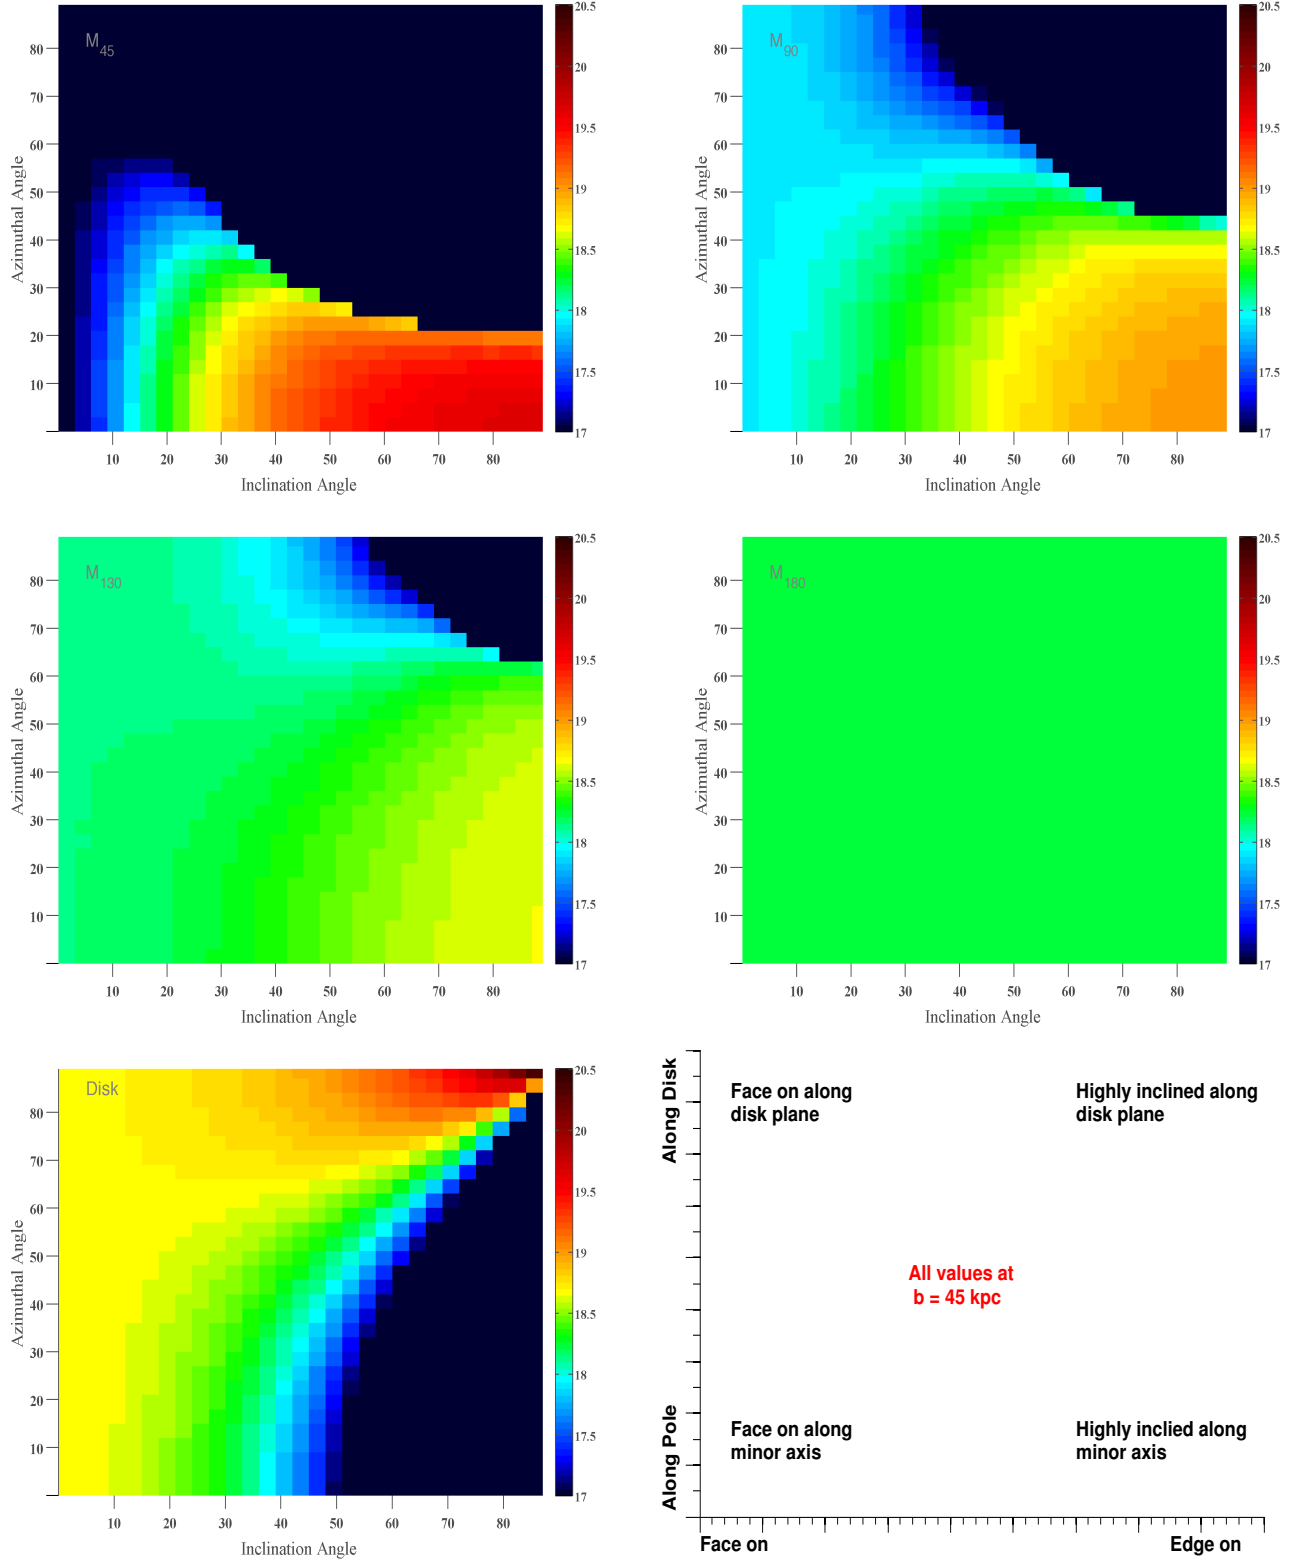 M45
80
70
60
50
40
30
20
10
Azimuthal Angle
10 20 30 40 50 60 70 80
Inclination Angle
20.5
20
19.5
19
18.5
18
17.5
17
M90
80
70
60
50
40
30
20
10
Azimuthal Angle
10 20 30 40 50 60 70 80
Inclination Angle
20.5
20
19.5
19
18.5
18
17.5
17
M130
80
70
60
50
40
30
20
10
Azimuthal Angle
10 20 30 40 50 60 70 80
Inclination Angle
20.5
20
19.5
19
18.5
18
17.5
17
M180
80
70
60
50
40
30
20
10
Azimuthal Angle
10 20 30 40 50 60 70 80
Inclination Angle
20.5
20
19.5
19
18.5
18
17.5
17
Disk
80
70
60
50
40
30
20
10
Azimuthal Angle
10 20 30 40 50 60 70 80
Inclination Angle
20.5
20
19.5
19
18.5
18
17.5
17
Along Disk
Along Pole
Face on along
disk plane
Highly inclined along
disk plane
All values at
b = 45 kpc
Face on along
minor axis
Highly inclied along
minor axis
Face on
Edge on